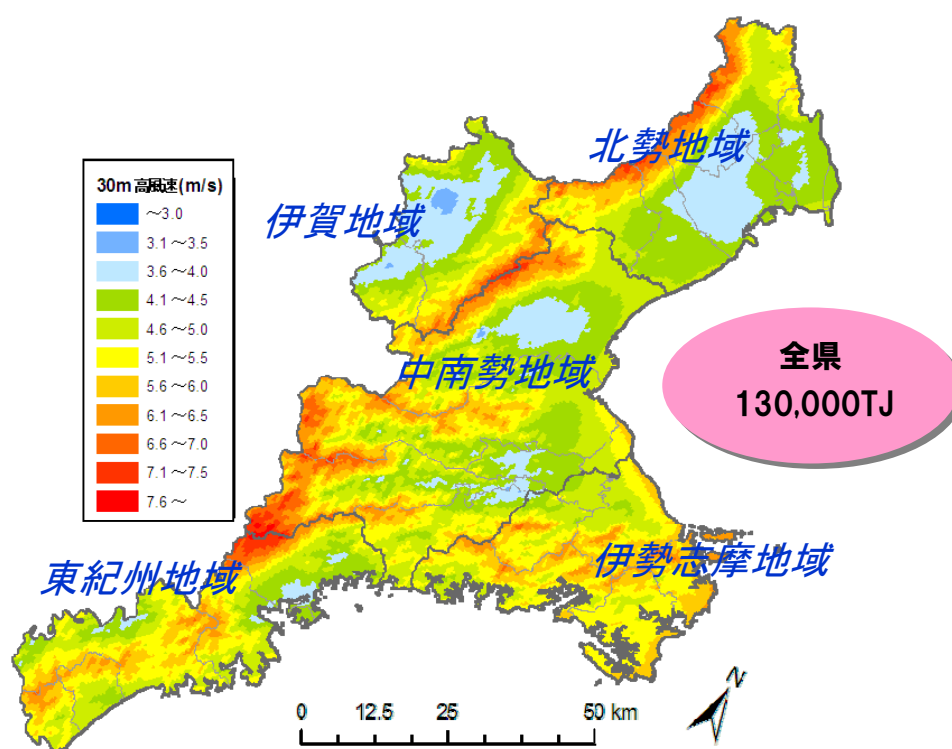 北勢地域
30m高風速(m/s)
～3.0
3.1～3.5
3.6～4.0
4.1～4.5
4.6～5.0
5.1～5.5
5.6～6.0
6.1～6.5
6.6～7.0
7.1～7.5
7.6～
伊賀地域
全県
130,000TJ
中南勢地域
伊勢志摩地域
東紀州地域
N
0 12.5 25 50 km